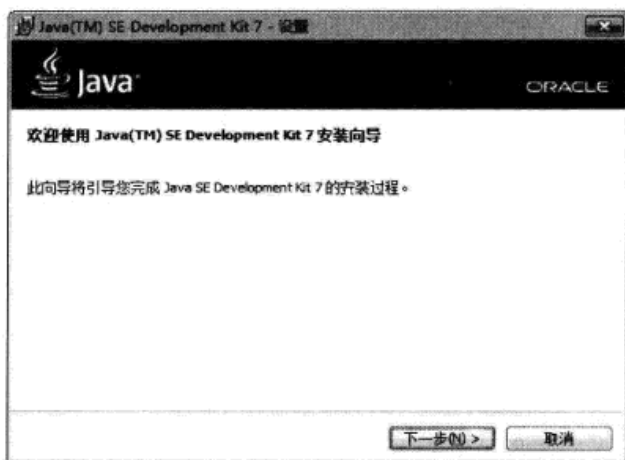 Java(TM) SE Development Kit 7 - 设置
Java
ORACLE
欢迎使用 Java(TM) SE Development Kit 7 安装向导
此向导将引导您完成 Java SE Development Kit 7 的安装过程。
下一步(N) >
取消